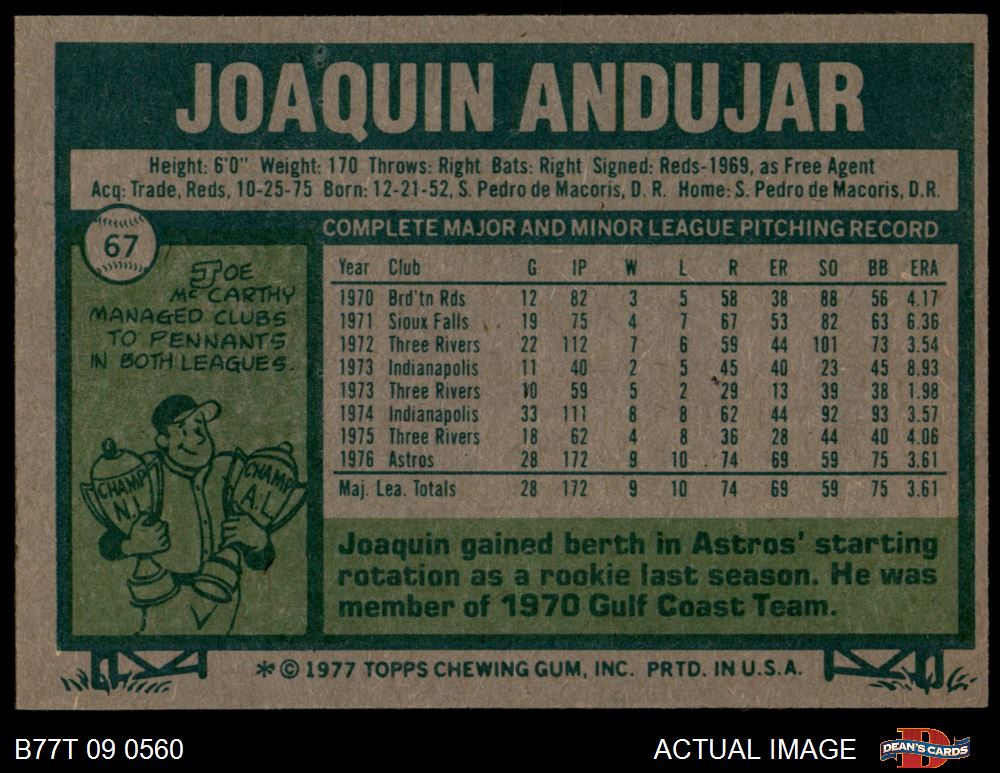 JOAQUIN ANDUJAR
Height: 6'0" Weight: 170 Throws: Right Bats: Right Signed: Reds-1969, as Free Agent
Acq: Trade, Reds, 10-25-75 Born: 12-21-52, S. Pedro de Macoris, D. R. Home: S. Pedro de Macoris, D.R.
67
COMPLETE MAJOR AND MINOR LEAGUE PITCHING RECORD
JOE
McCARTHY
MANAGED CLUBS
TO PENNANTS
IN BOTH LEAGUES.
CHAMP
N.L.
CHAMP
A.L.
Year Club G IP W L R ER SO BB ERA
1970 Brd'tn Rds 12 82 3 5 58 38 88 56 4.17
1971 Sioux Falls 19 75 4 7 67 53 82 63 6.36
1972 Three Rivers 22 112 7 6 59 44 101 73 3.54
1973 Indianapolis 11 40 2 5 45 40 23 45 8.93
1973 Three Rivers 10 59 5 2 29 13 39 38 1.98
1974 Indianapolis 33 111 8 8 62 44 92 93 3.57
1975 Three Rivers 18 62 4 8 36 28 44 40 4.06
1976 Astros 28 172 9 10 74 69 59 75 3.61
Maj. Lea. Totals 28 172 9 10 74 69 59 75 3.61
Joaquin gained berth in Astros' starting
rotation as a rookie last season. He was
member of 1970 Gulf Coast Team.
*© 1977 TOPPS CHEWING GUM, INC. PRTD. IN U.S.A.
B77T 09 0560
ACTUAL IMAGE
DEAN'S CARDS